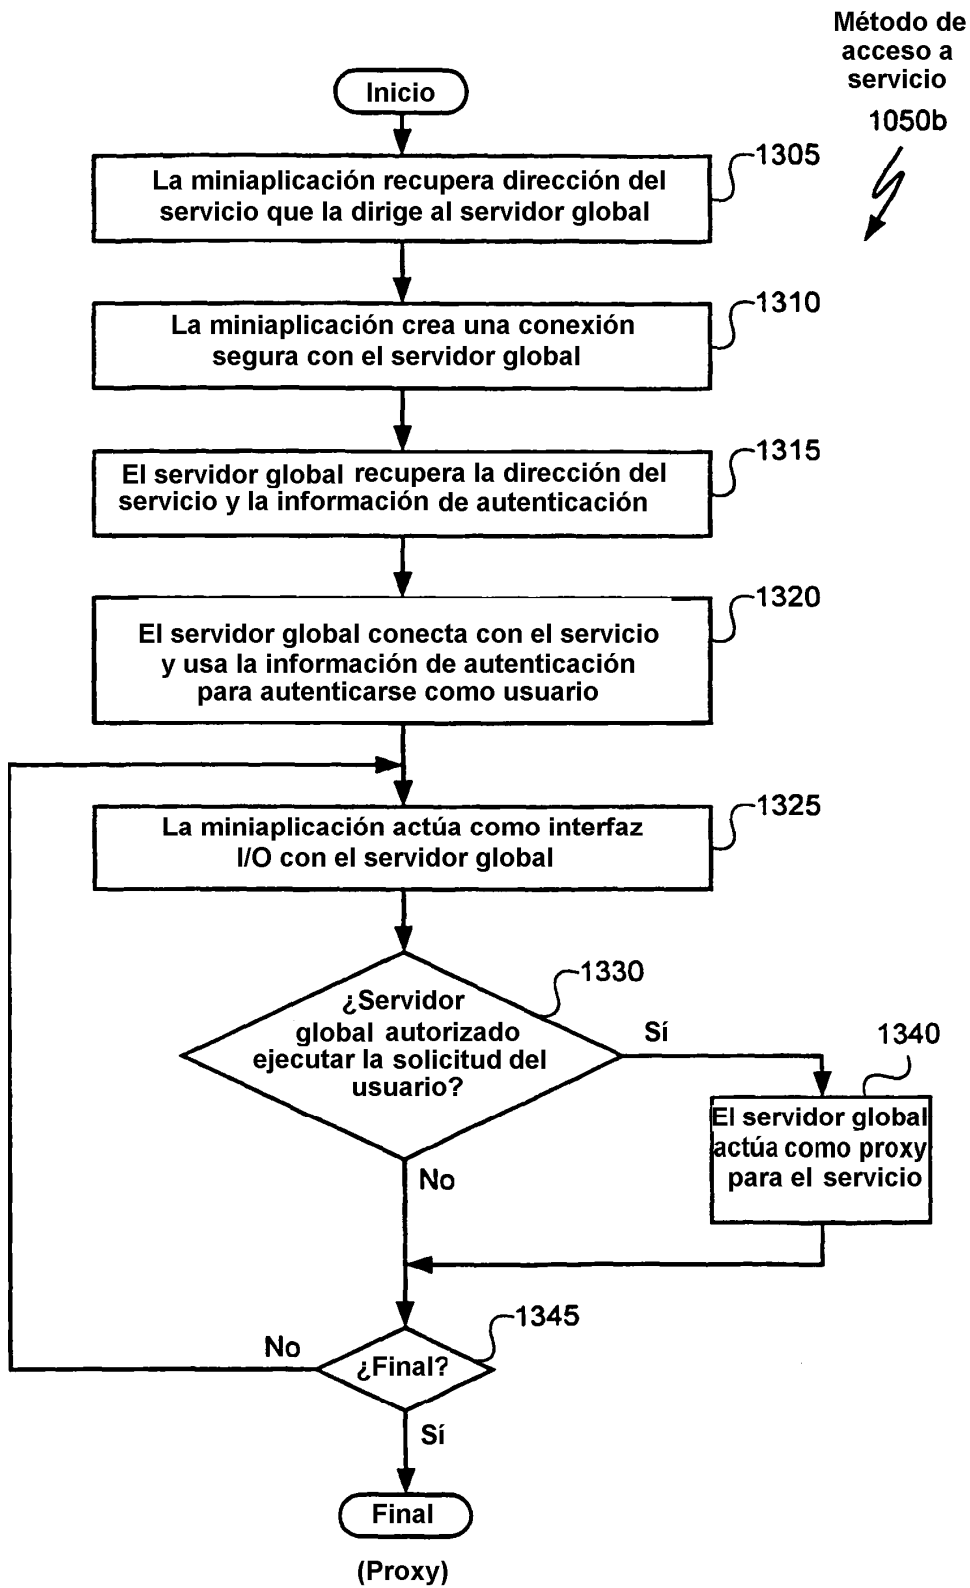 Método de
acceso a
servicio
1050b
Inicio
1305
La miniaplicación recupera dirección del
servicio que la dirige al servidor global
1310
La miniaplicación crea una conexión
segura con el servidor global
1315
El servidor global recupera la dirección del
servicio y la información de autenticación
1320
El servidor global conecta con el servicio
y usa la información de autenticación
para autenticarse como usuario
1325
La miniaplicación actúa como interfaz
I/O con el servidor global
1330
¿Servidor
global autorizado
ejecutar la solicitud del
usuario?
Sí
1340
El servidor global
actúa como proxy
para el servicio
No
1345
¿Final?
No
Sí
Final
(Proxy)